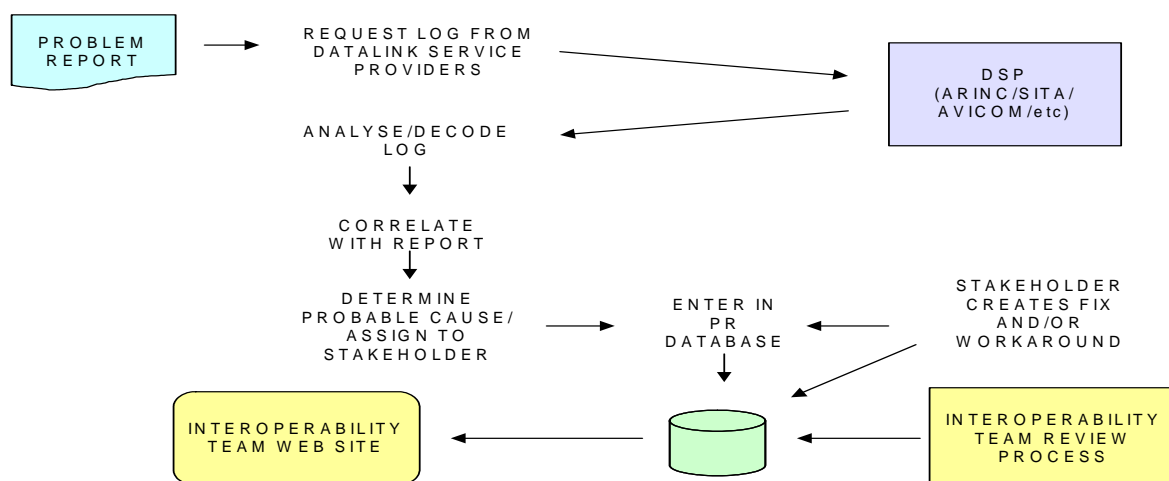 PROBLEM
REPORT
REQUEST LOG FROM
DATALINK SERVICE
PROVIDERS
DSP
(ARINC/SITA/
AVICOM/etc)
ANALYSE/DECODE
LOG
CORRELATE
WITH REPORT
DETERMINE
PROBABLE CAUSE/
ASSIGN TO
STAKEHOLDER
ENTER IN
PR
DATABASE
STAKEHOLDER
CREATES FIX
AND/OR
WORKAROUND
INTEROPERABILITY
TEAM WEB SITE
INTEROPERABILITY
TEAM REVIEW
PROCESS